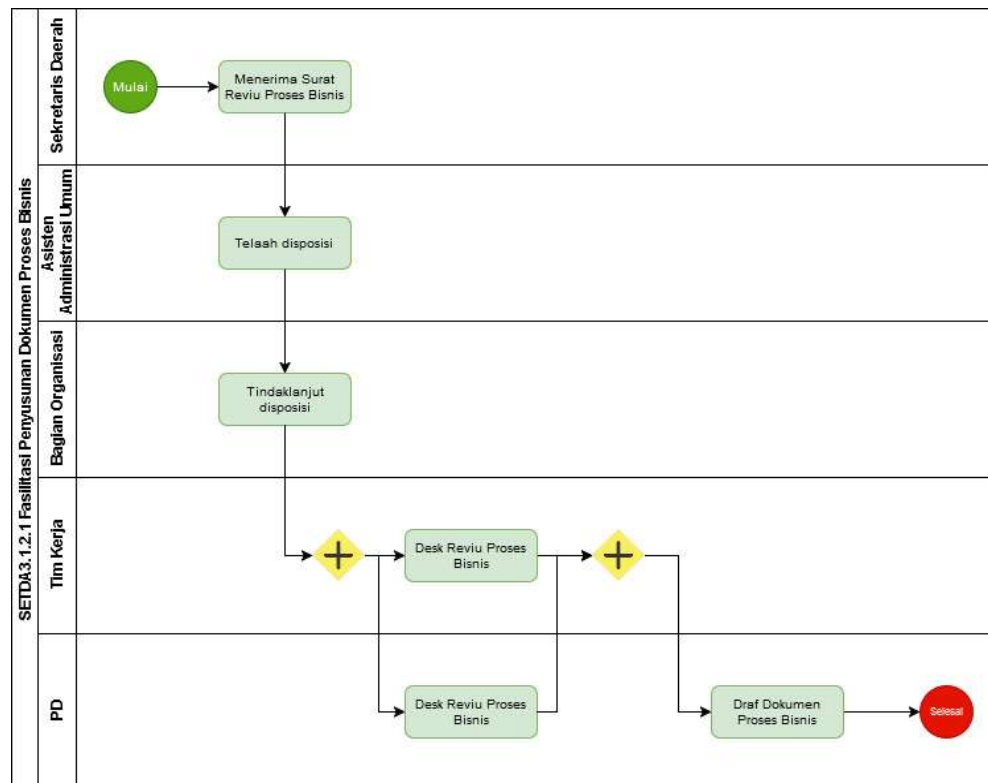 SETDA3.1.2.1 Fasilitasi Penyusunan Dokumen Proses Bisnis
Sekretaris Daerah
Mulai
Menerima Surat
Reviu Proses Bisnis
Asisten
Administrasi Umum
Telaah disposisi
Bagian Organisasi
Tindaklanjut
disposisi
Tim Kerja
Desk Reviu Proses
Bisnis
PD
Desk Reviu Proses
Bisnis
Draf Dokumen
Proses Bisnis
Selesai